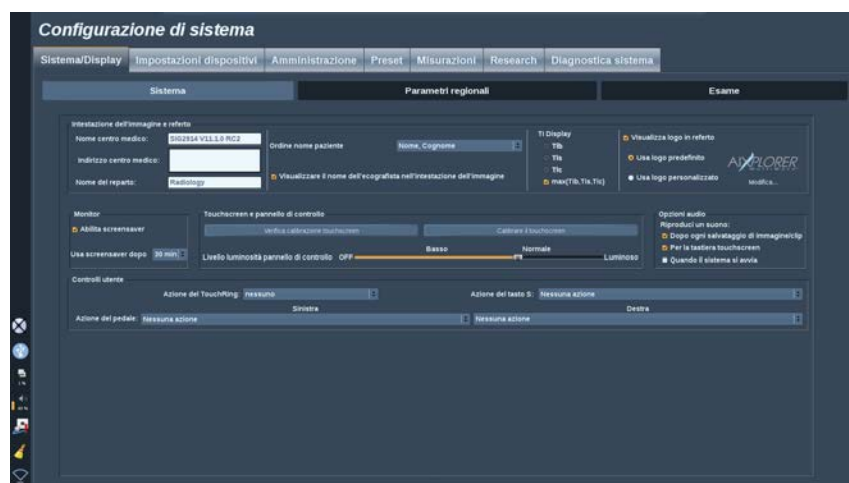 Configurazione di sistema
Sistema/Display Impostazioni dispositivi Amministrazione Preset Misurazioni Research Diagnostica sistema
Sistema Parametri regionali Esame
Intestazione dell'immagine e referto
Nome centro medico: SIG2914 V11.1.0 RC2
Indirizzo centro medico:
Nome del reparto: Radiology
Ordine nome paziente Nome, Cognome
Visualizzare il nome dell'ecografista nell'intestazione dell'immagine
TI Display
TIb
TIs
TIc
max(TIb,TIs,TIc)
Visualizza logo in referto
Usa logo predefinito
Usa logo personalizzato
AIXPLORER
Modifica...
Monitor
Abilita screensaver
Usa screensaver dopo 30 min
Touchscreen e pannello di controllo
Verifica calibrazione touchscreen Calibrare il touchscreen
Basso Normale
Livello luminosità pannello di controllo OFF Luminoso
Opzioni audio
Riproduci un suono:
Dopo ogni salvataggio di immagine/clip
Per la tastiera touchscreen
Quando il sistema si avvia
Controlli utente
Azione del TouchRing: nessuno Azione del tasto S: Nessuna azione
Sinistra Destra
Azione del pedale: Nessuna azione Nessuna azione